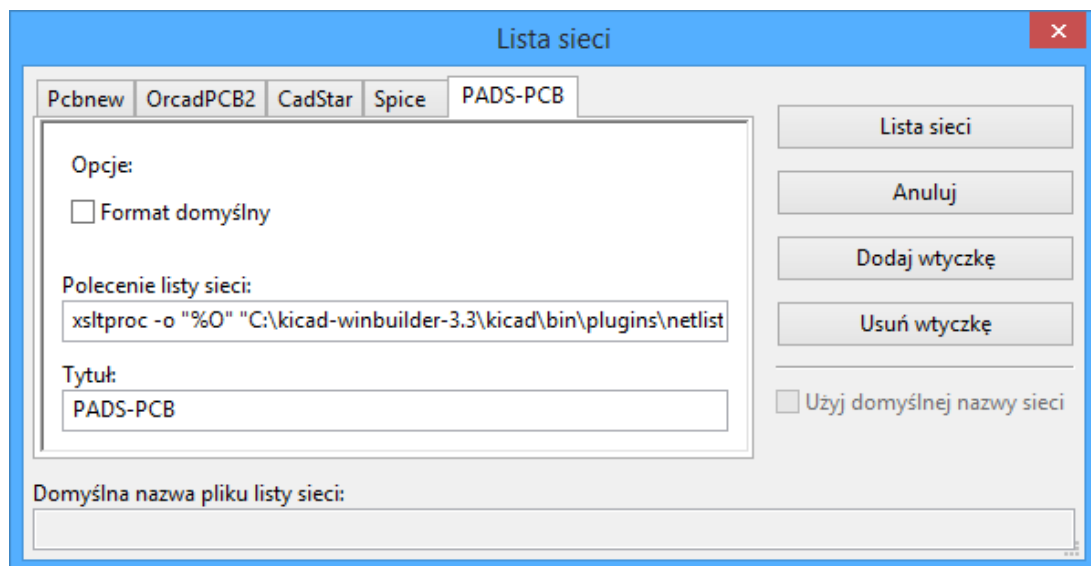 Lista sieci
Pcbnew OrcadPCB2 CadStar Spice PADS-PCB
Opcje:
Format domyślny
Polecenie listy sieci:
xsltproc -o "%O" "C:\kicad-winbuilder-3.3\kicad\bin\plugins\netlist
Tytuł:
PADS-PCB
Lista sieci
Anuluj
Dodaj wtyczkę
Usuń wtyczkę
Użyj domyślnej nazwy sieci
Domyślna nazwa pliku listy sieci: